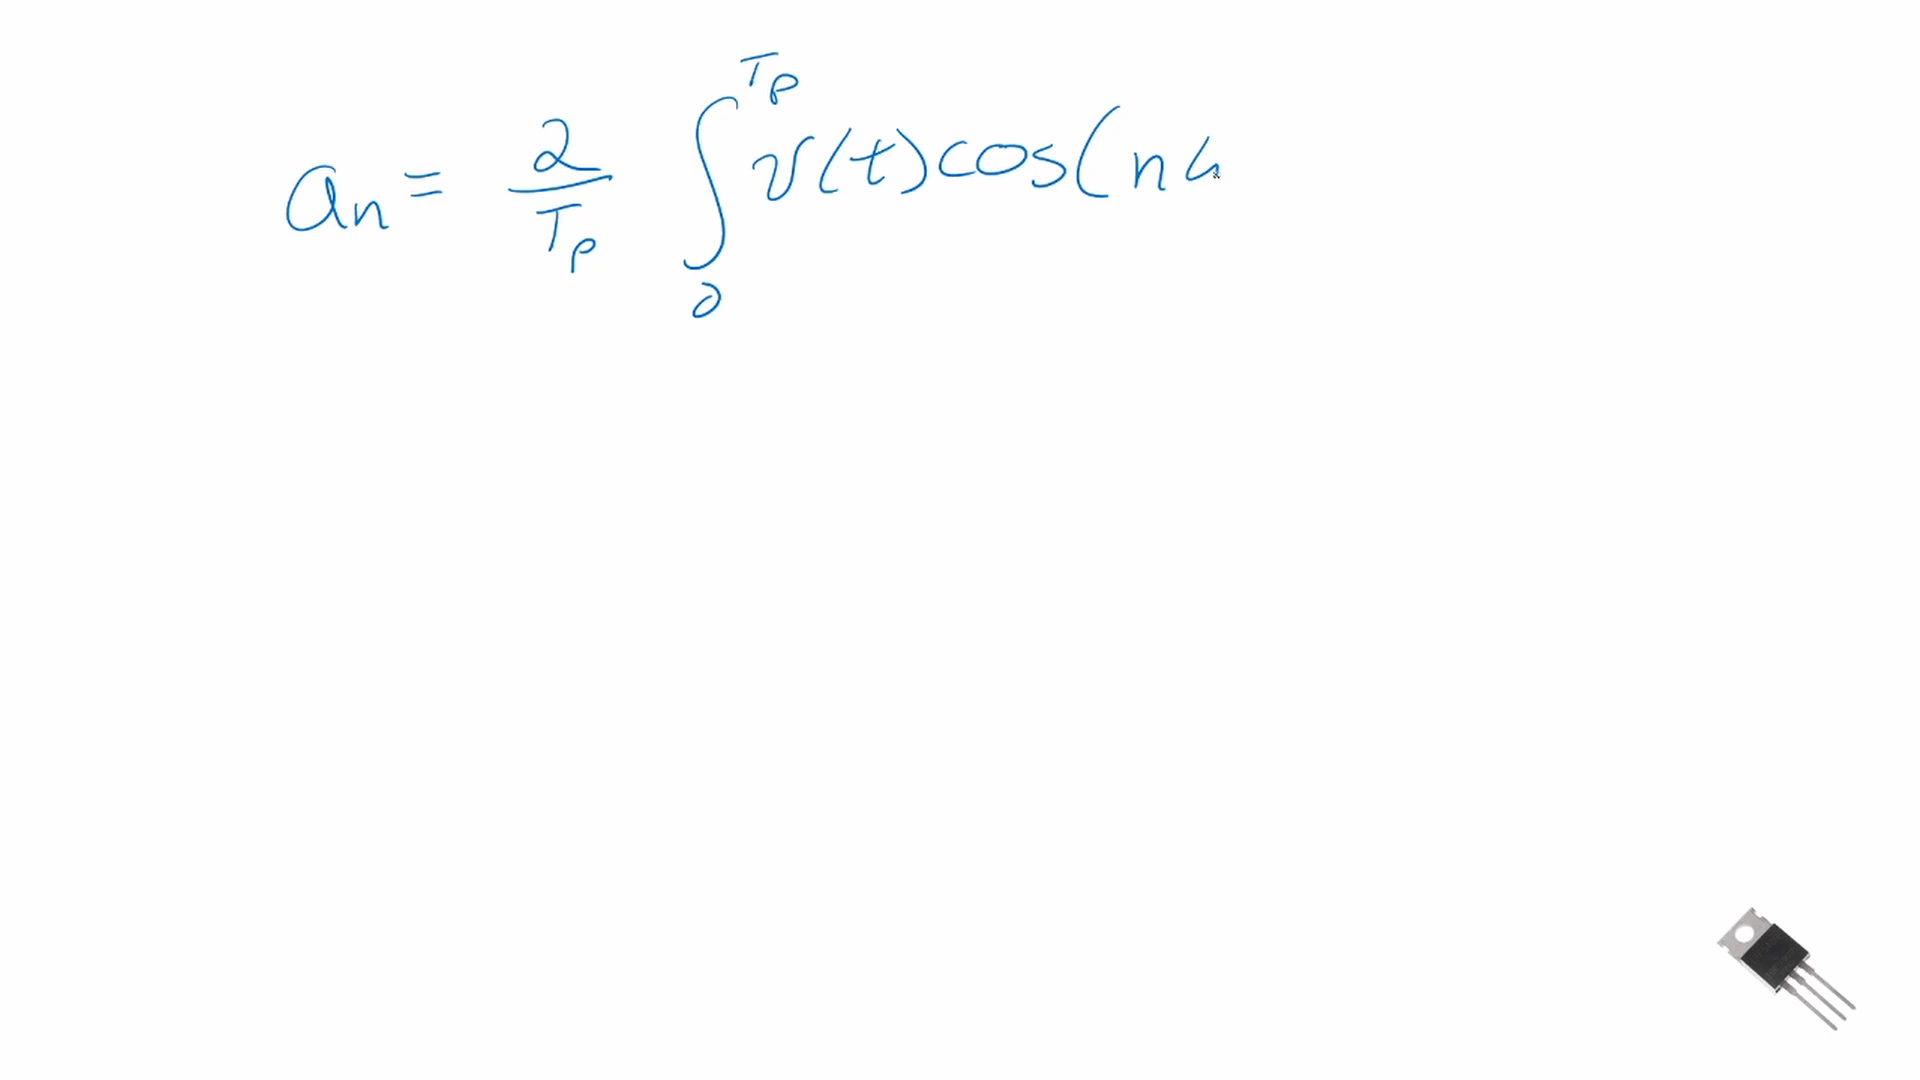 aₙ = 2/Tₚ ∫₀^Tₚ v(t) cos(n